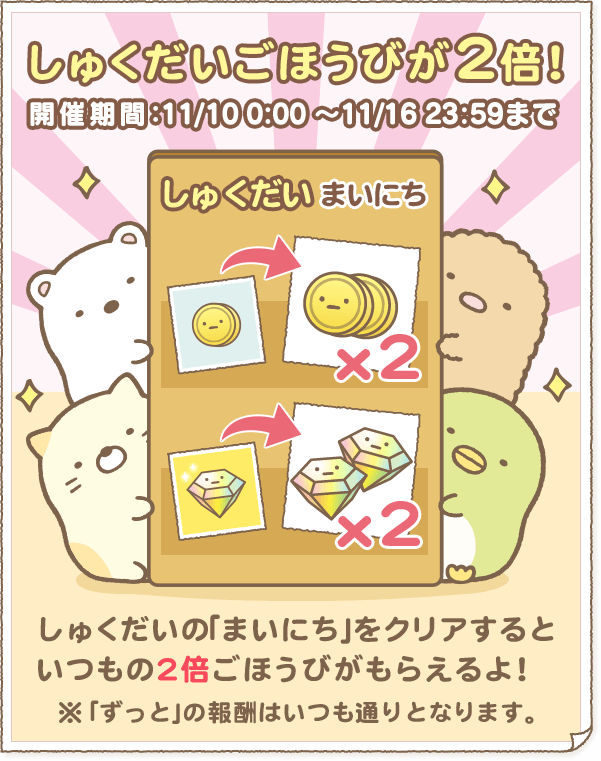 しゅくだいごほうびが2倍!
開催期間:11/10 0:00 ～11/16 23:59まで
しゅくだい まいにち
×2
×2
しゅくだいの「まいにち」をクリアすると
いつもの2倍ごほうびがもらえるよ!
※「ずっと」の報酬はいつも通りとなります。